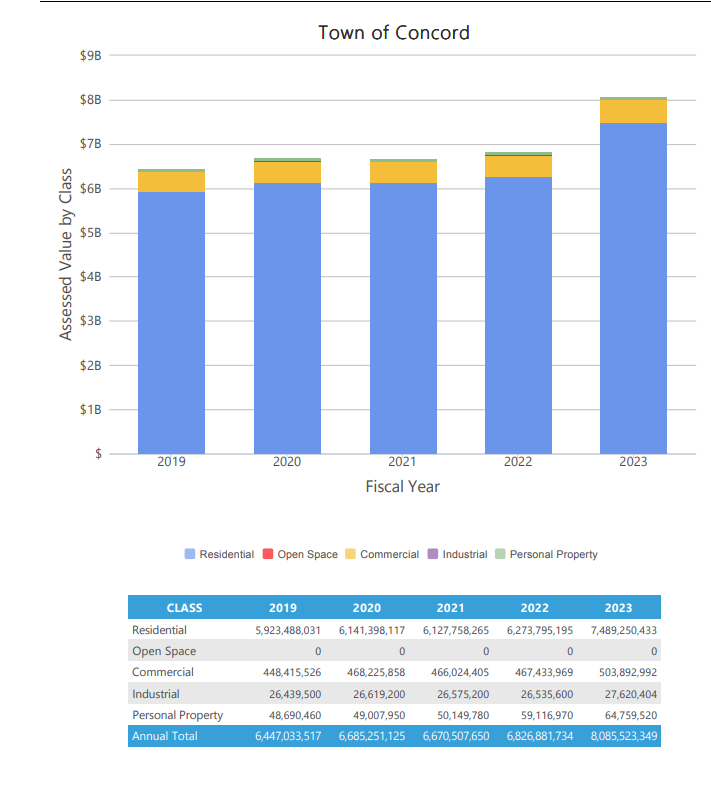 Town of Concord
$9B
$8B
$7B
$6B
$5B
$4B
$3B
$2B
$1B
$
Assessed Value by Class
2019 2020 2021 2022 2023
Fiscal Year
Residential Open Space Commercial Industrial Personal Property
CLASS 2019 2020 2021 2022 2023
Residential 5,923,488,031 6,141,398,117 6,127,758,265 6,273,795,195 7,489,250,433
Open Space 0 0 0 0 0
Commercial 448,415,526 468,225,858 466,024,405 467,433,969 503,892,992
Industrial 26,439,500 26,619,200 26,575,200 26,535,600 27,620,404
Personal Property 48,690,460 49,007,950 50,149,780 59,116,970 64,759,520
Annual Total 6,447,033,517 6,685,251,125 6,670,507,650 6,826,881,734 8,085,523,349